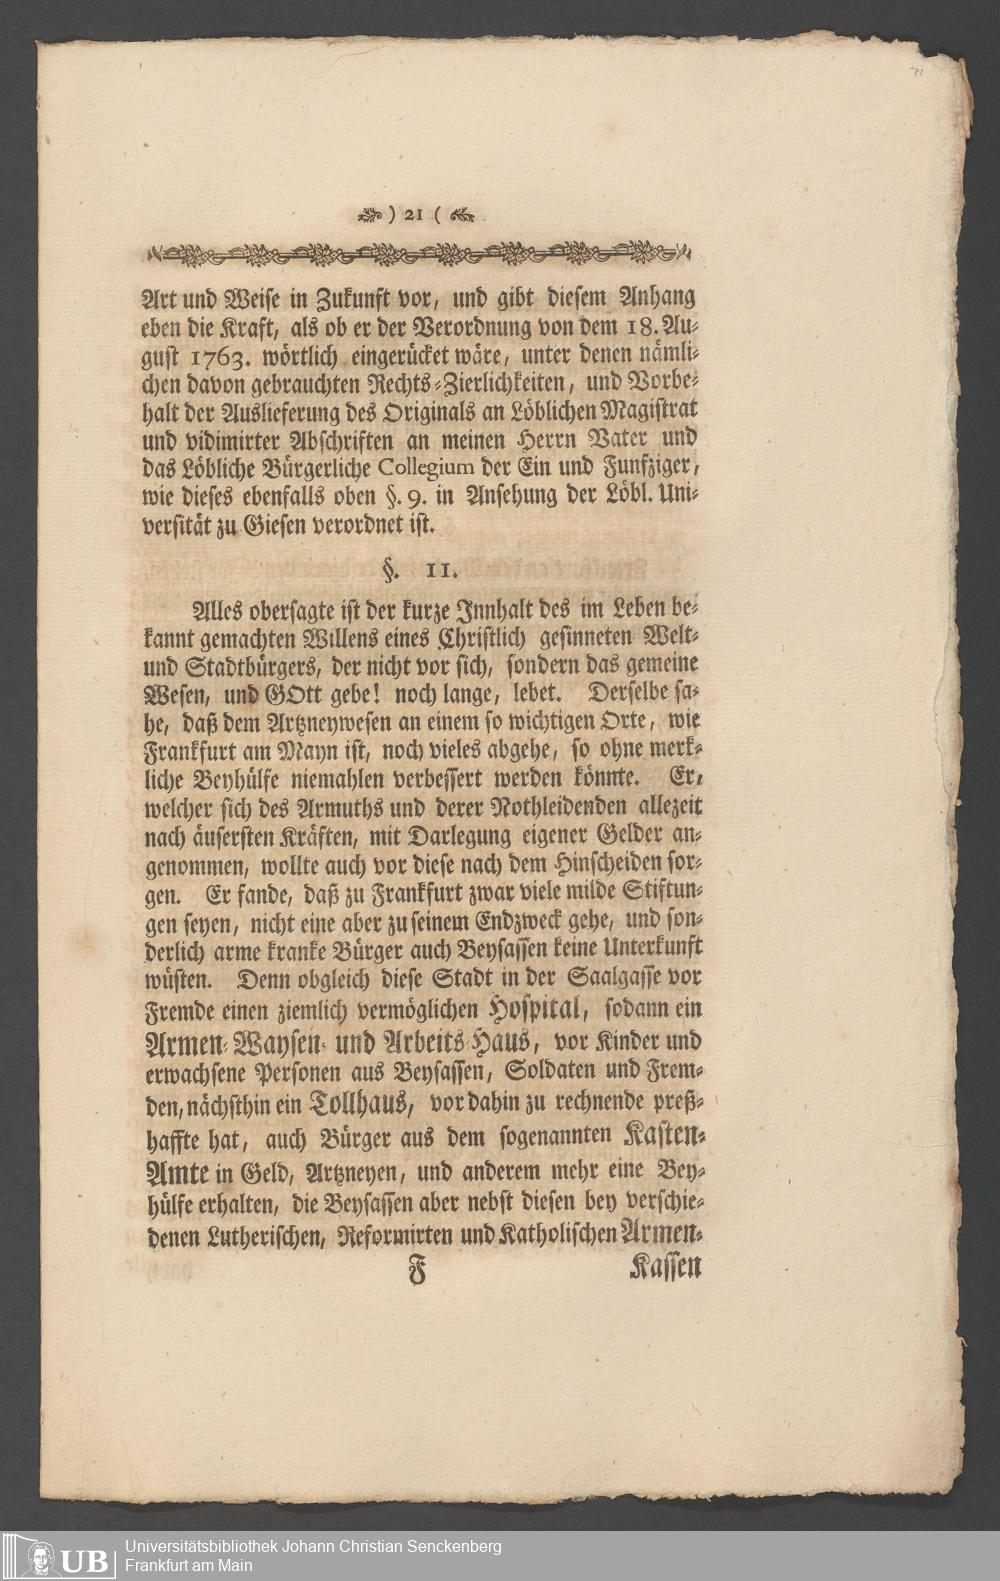 21
) 21 (
Art und Weise in Zukunft vor, und gibt diesem Anhang
eben die Kraft, als ob er der Verordnung von dem 18. Au-
gust 1763. wörtlich eingerücket wäre, unter denen nämli-
chen davon gebrauchten Rechts-Zierlichkeiten, und Vorbe-
halt der Auslieferung des Originals an Löblichen Magistrat
und vidimirter Abschriften an meinen Herrn Vater und
das Löbliche Bürgerliche Collegium der Ein und Funfziger,
wie dieses ebenfalls oben §. 9. in Ansehung der Löbl. Uni-
versität zu Giesen verordnet ist.
§. 11.
Alles obersagte ist der kurze Innhalt des im Leben be-
kannt gemachten Willens eines Christlich gesinneten Welt-
und Stadtbürgers, der nicht vor sich, sondern das gemeine
Wesen, und GOtt gebe! noch lange, lebet. Derselbe sa-
he, daß dem Artzneywesen an einem so wichtigen Orte, wie
Frankfurt am Mayn ist, noch vieles abgehe, so ohne merk-
liche Beyhülfe niemahlen verbessert werden könnte. Er,
welcher sich des Armuths und derer Nothleidenden allezeit
nach äusersten Kräften, mit Darlegung eigener Gelder an-
genommen, wollte auch vor diese nach dem Hinscheiden sor-
gen. Er fande, daß zu Frankfurt zwar viele milde Stiftun-
gen seyen, nicht eine aber zu seinem Endzweck gehe, und son-
derlich arme kranke Bürger auch Beysassen keine Unterkunft
wüsten. Denn obgleich diese Stadt in der Saalgasse vor
Fremde einen ziemlich vermöglichen Hospital, sodann ein
Armen- Waysen- und Arbeits-Haus, vor Kinder und
erwachsene Personen aus Beysassen, Soldaten und Frem-
den, nächsthin ein Tollhaus, vor dahin zu rechnende preß-
haffte hat, auch Bürger aus dem sogenannten Kasten-
Amte in Geld, Artzneyen, und anderem mehr eine Bey-
hülfe erhalten, die Beysassen aber nebst diesen bey verschie-
denen Lutherischen, Reformirten und Katholischen Armen-
F Kassen
UB Universitätsbibliothek Johann Christian Senckenberg
Frankfurt am Main